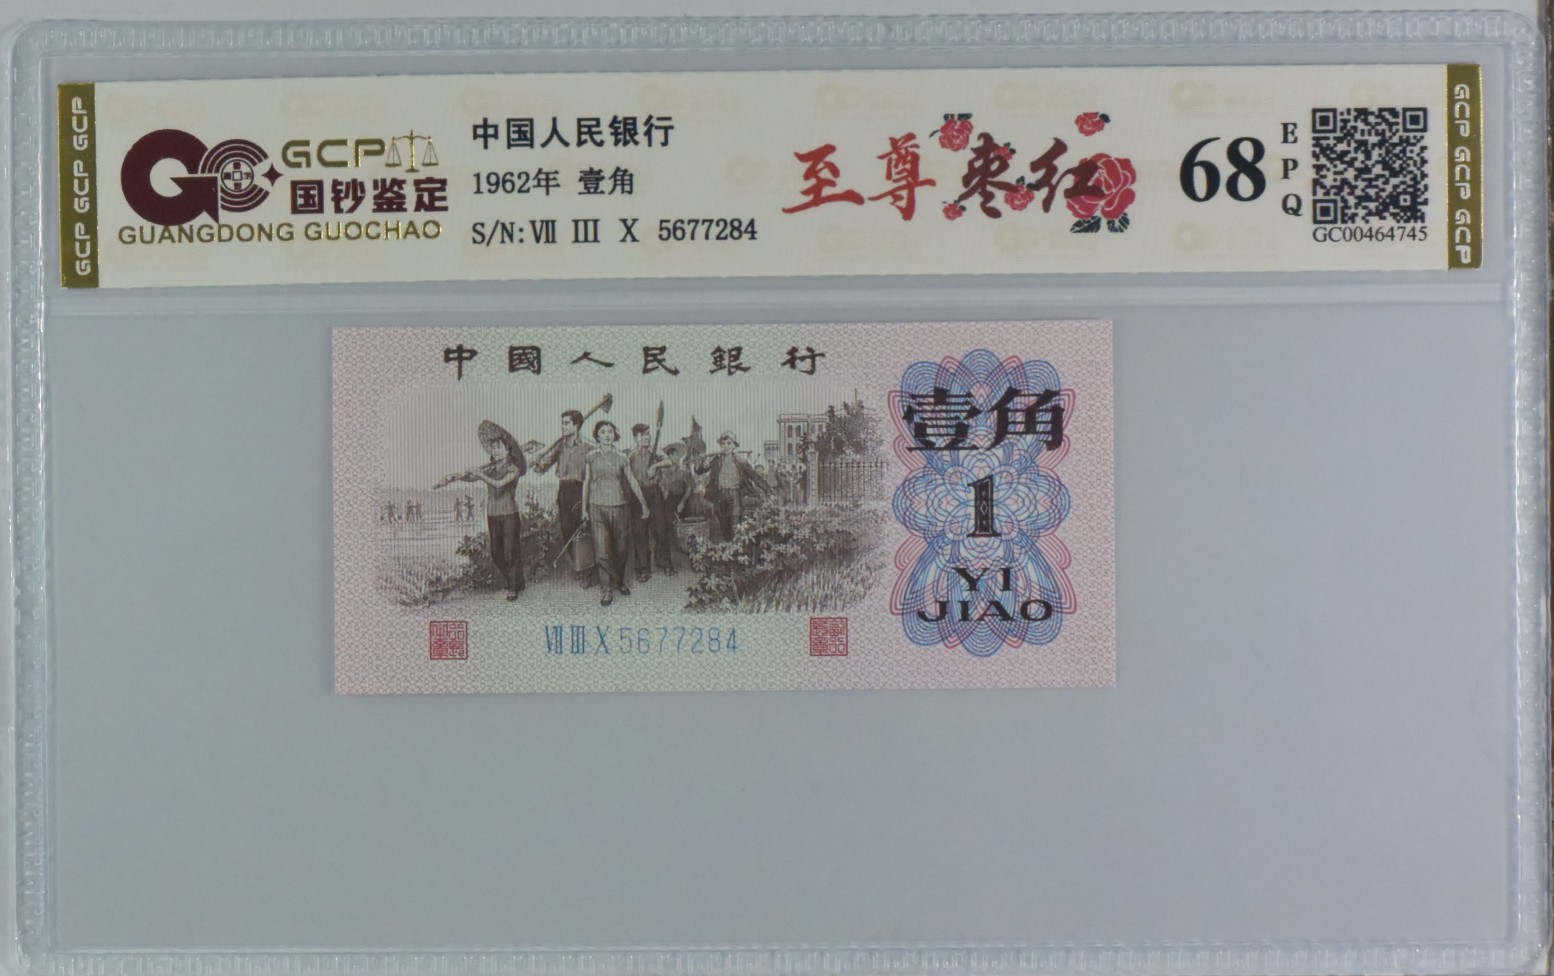 GCP GCP GCP
GCP
国钞鉴定
GUANGDONG GUOCHAO
中国人民银行
1962年 壹角
S/N: Ⅶ Ⅲ X 5677284
至尊枣红
68
EPQ
GC00464745
GCP GCP GCP
中國人民銀行
壹角
1
YI
JIAO
Ⅶ Ⅲ X 5677284